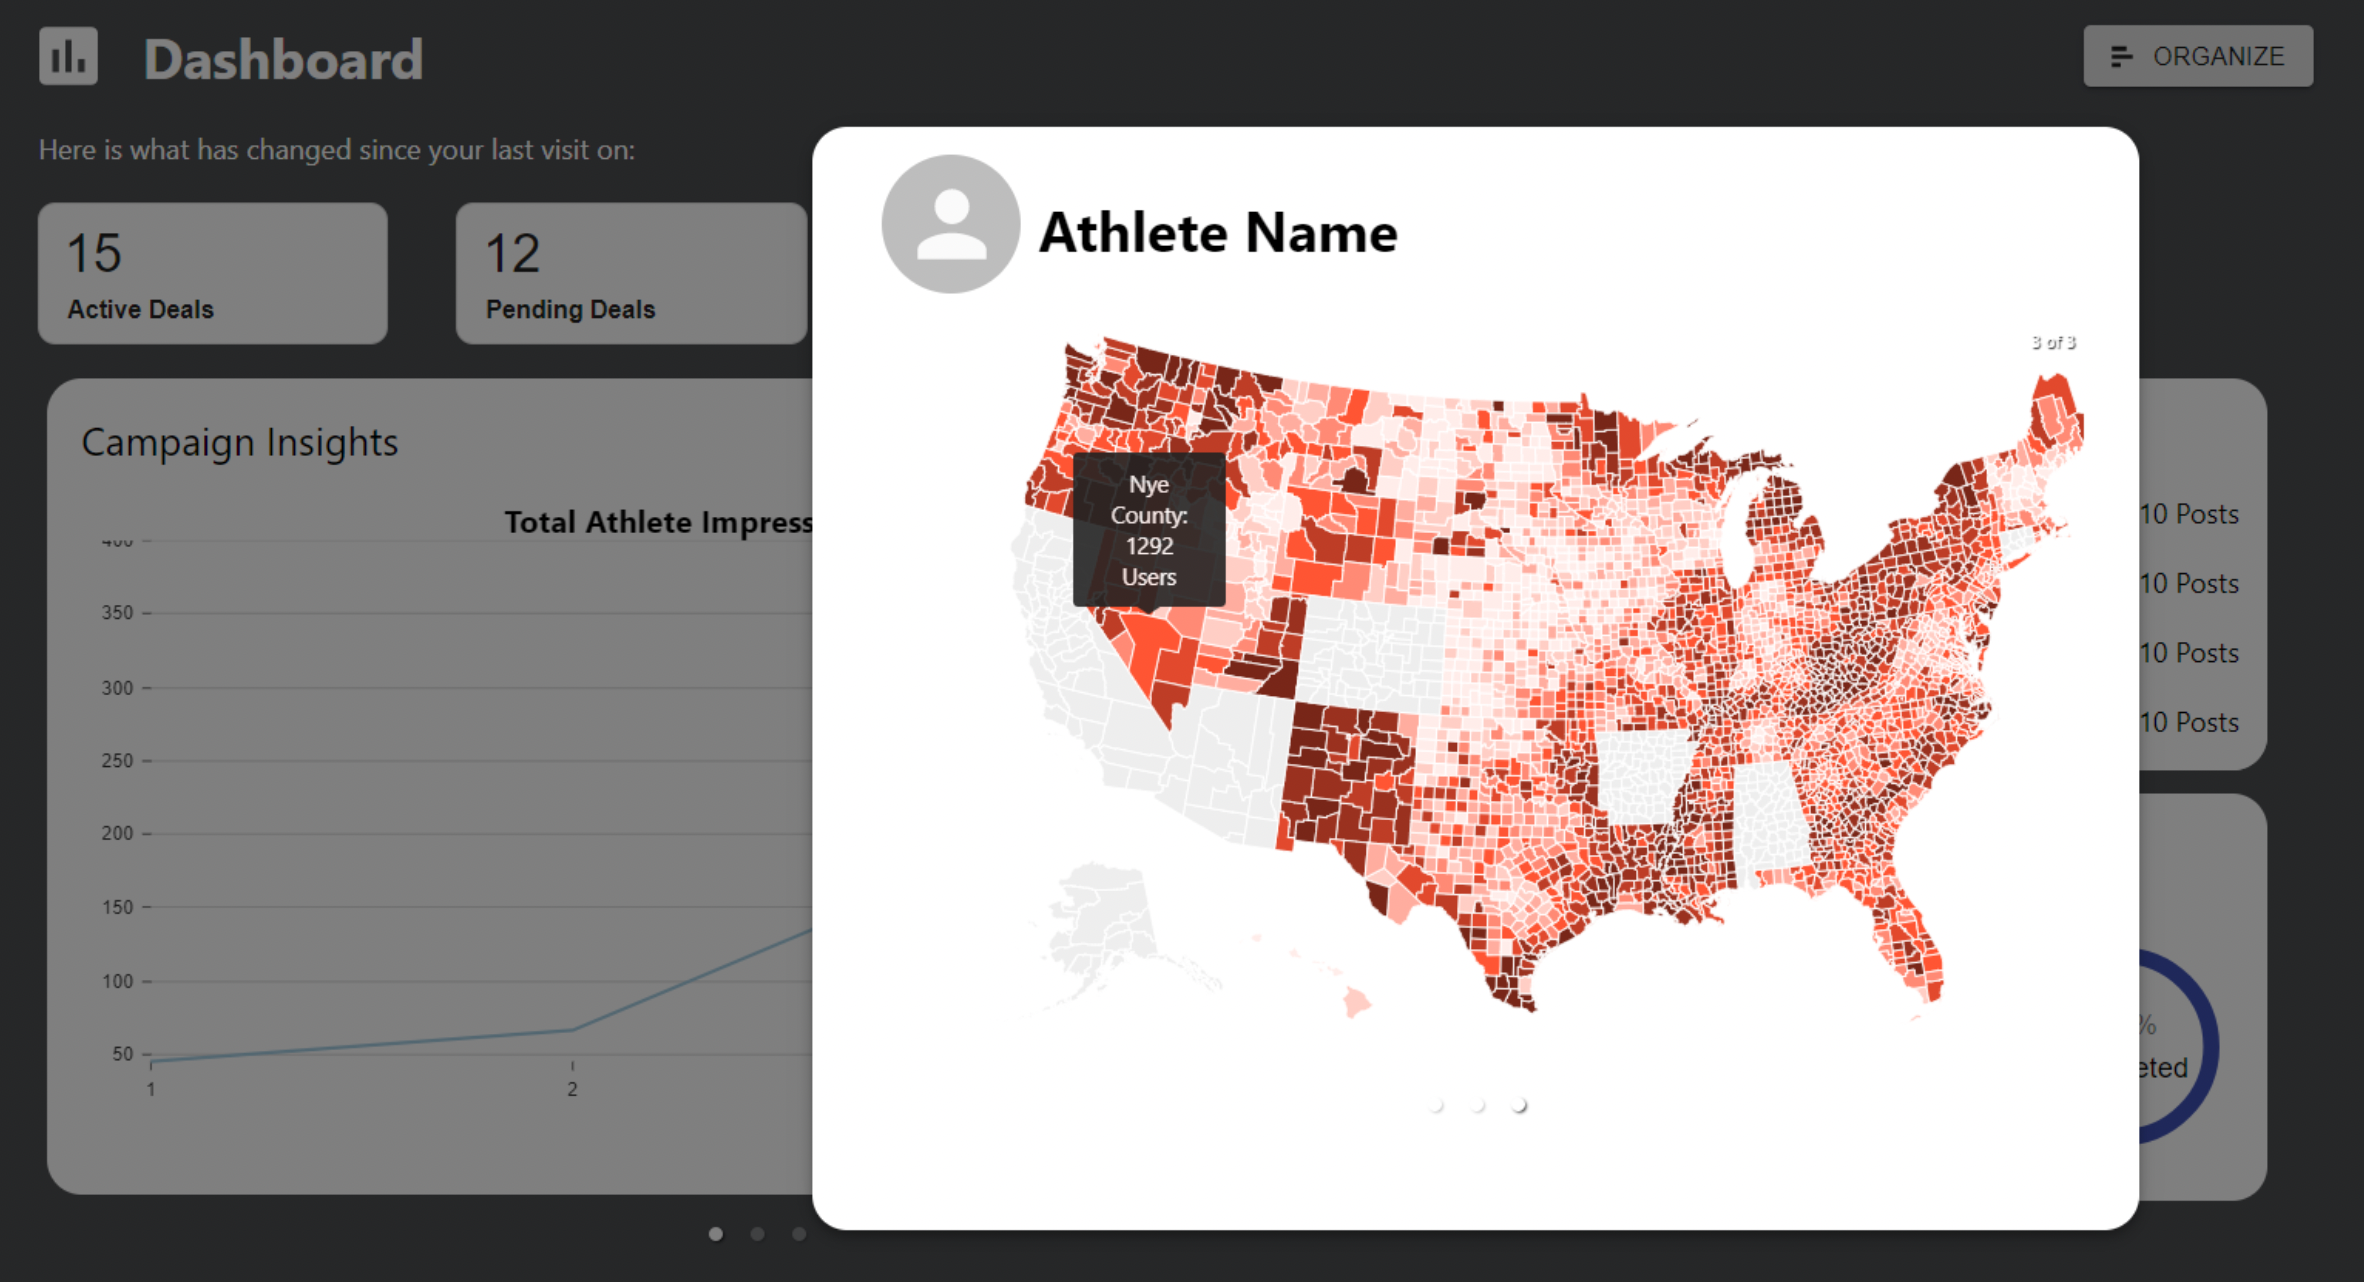 Dashboard
ORGANIZE
Here is what has changed since your last visit on:
15
Active Deals
12
Pending Deals
Athlete Name
3 of 3
Campaign Insights
Total Athlete Impress
400
350
300
250
200
150
100
50
1
2
Nye
County:
1292
Users
10 Posts
10 Posts
10 Posts
10 Posts
%
eted